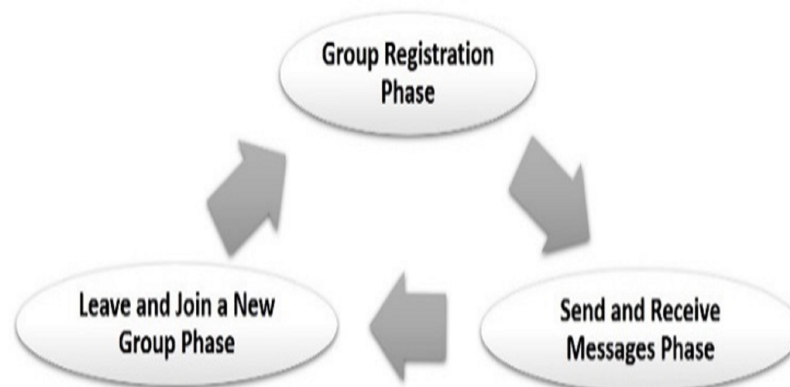 Group Registration
Phase
Send and Receive
Messages Phase
Leave and Join a New
Group Phase